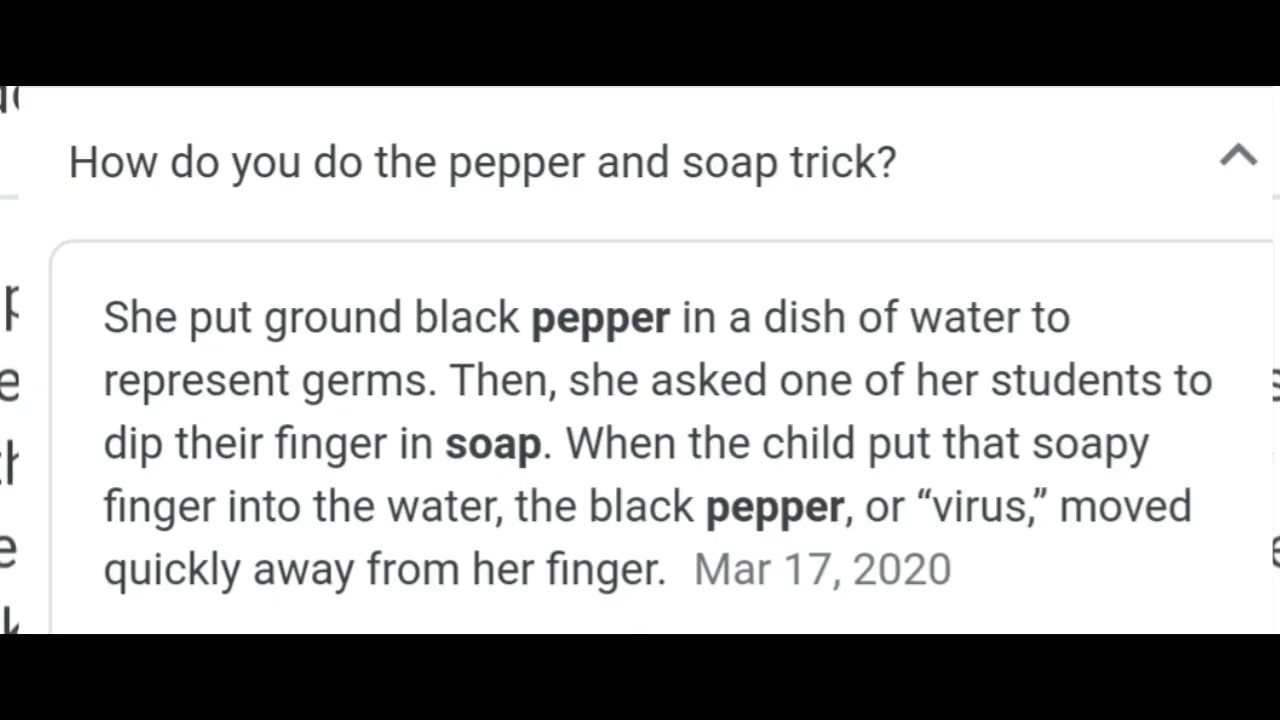 How do you do the pepper and soap trick?
She put ground black pepper in a dish of water to
represent germs. Then, she asked one of her students to
dip their finger in soap. When the child put that soapy
finger into the water, the black pepper, or “virus,” moved
quickly away from her finger. Mar 17, 2020